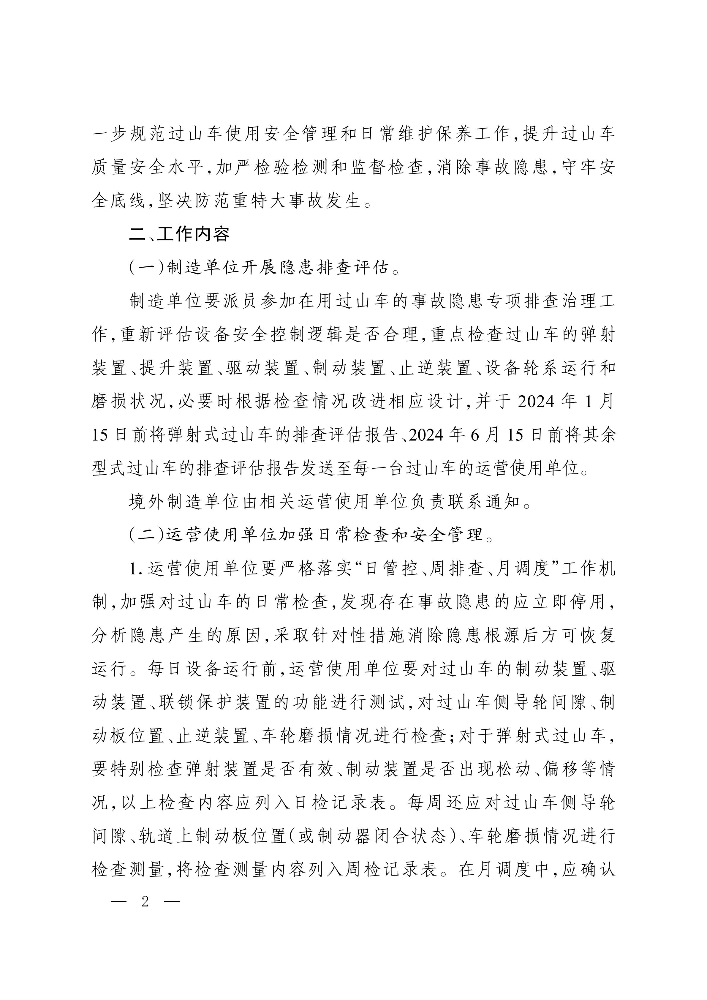 一步规范过山车使用安全管理和日常维护保养工作,提升过山车
质量安全水平,加严检验检测和监督检查,消除事故隐患,守牢安
全底线,坚决防范重特大事故发生。
二、工作内容
(一)制造单位开展隐患排查评估。
制造单位要派员参加在用过山车的事故隐患专项排查治理工
作,重新评估设备安全控制逻辑是否合理,重点检查过山车的弹射
装置、提升装置、驱动装置、制动装置、止逆装置、设备轮系运行和
磨损状况,必要时根据检查情况改进相应设计,并于 2024 年 1 月
15 日前将弹射式过山车的排查评估报告、2024 年 6 月 15 日前将其余
型式过山车的排查评估报告发送至每一台过山车的运营使用单位。
境外制造单位由相关运营使用单位负责联系通知。
(二)运营使用单位加强日常检查和安全管理。
1. 运营使用单位要严格落实“日管控、周排查、月调度”工作机
制,加强对过山车的日常检查,发现存在事故隐患的应立即停用,
分析隐患产生的原因,采取针对性措施消除隐患根源后方可恢复
运行。每日设备运行前,运营使用单位要对过山车的制动装置、驱
动装置、联锁保护装置的功能进行测试,对过山车侧导轮间隙、制
动板位置、止逆装置、车轮磨损情况进行检查;对于弹射式过山车,
要特别检查弹射装置是否有效、制动装置是否出现松动、偏移等情
况,以上检查内容应列入日检记录表。每周还应对过山车侧导轮
间隙、轨道上制动板位置(或制动器闭合状态)、车轮磨损情况进行
检查测量,将检查测量内容列入周检记录表。在月调度中,应确认
— 2 —